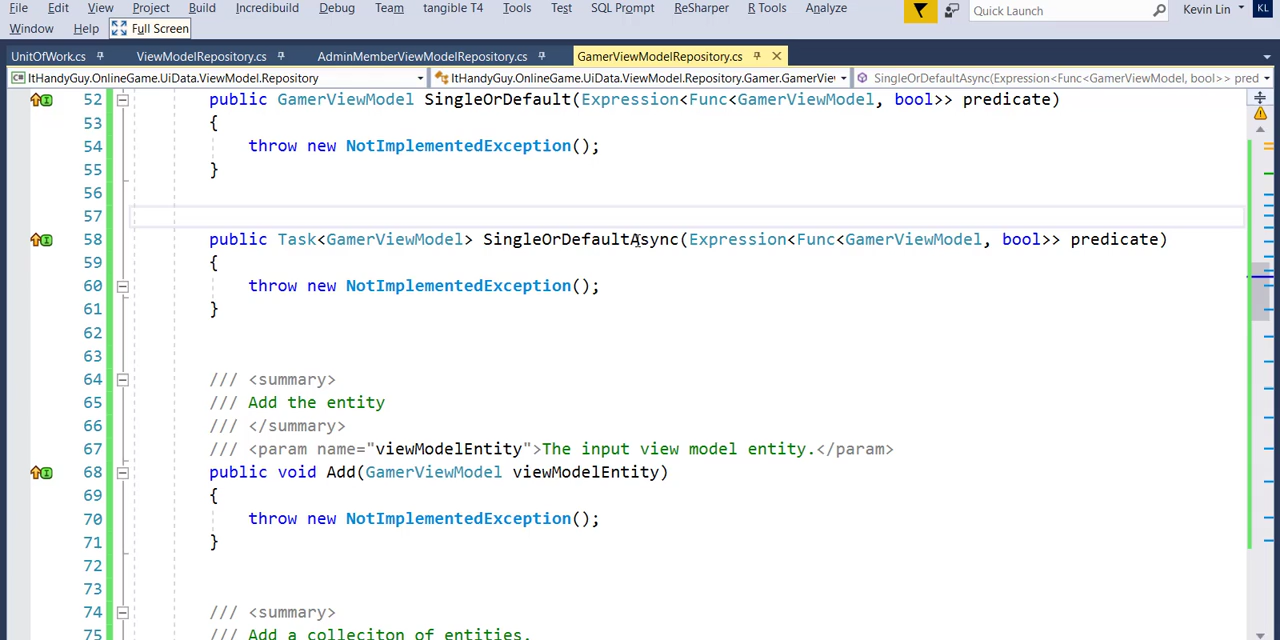 File Edit View Project Build Incredibuild Debug Team tangible T4 Tools Test SQL Prompt ReSharper R Tools Analyze Quick Launch Kevin Lin KL
Window Help Full Screen
UnitOfWork.cs ViewModelRepository.cs AdminMemberViewModelRepository.cs GamerViewModelRepository.cs
ItHandyGuy.OnlineGame.UiData.ViewModel.Repository ItHandyGuy.OnlineGame.UiData.ViewModel.Repository.Gamer.GamerVie SingleOrDefaultAsync(Expression<Func<GamerViewModel, bool>> pred
52 public GamerViewModel SingleOrDefault(Expression<Func<GamerViewModel, bool>> predicate)
53 {
54 throw new NotImplementedException();
55 }
56
57
58 public Task<GamerViewModel> SingleOrDefaultAsync(Expression<Func<GamerViewModel, bool>> predicate)
59 {
60 throw new NotImplementedException();
61 }
62
63
64 /// <summary>
65 /// Add the entity
66 /// </summary>
67 /// <param name="viewModelEntity">The input view model entity.</param>
68 public void Add(GamerViewModel viewModelEntity)
69 {
70 throw new NotImplementedException();
71 }
72
73
74 /// <summary>
75 /// Add a colleciton of entities.